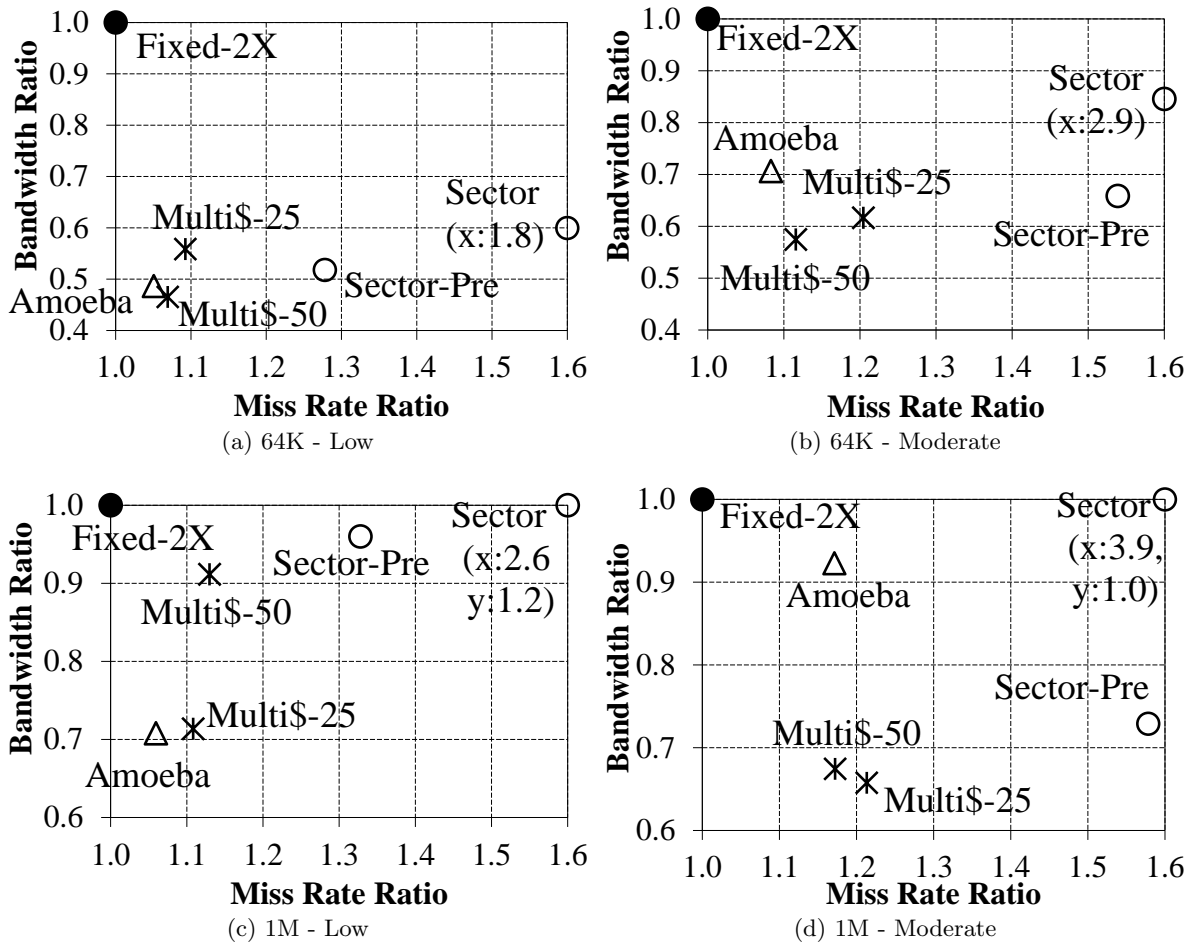 1.0
Fixed-2X
0.9
0.8
0.7
Sector
Multi$-25
(x:1.8)
0.6
0.5
Sector-Pre
Amoeba
Multi$-50
0.4
1.0 1.1 1.2 1.3 1.4 1.5 1.6
Bandwidth Ratio
Miss Rate Ratio
(a) 64K - Low
1.0
Fixed-2X
0.9
Sector
(x:2.9)
0.8
Amoeba
0.7
Multi$-25
0.6
Sector-Pre
Multi$-50
0.5
0.4
1.0 1.1 1.2 1.3 1.4 1.5 1.6
Bandwidth Ratio
Miss Rate Ratio
(b) 64K - Moderate
1.0
Sector
Fixed-2X
(x:2.6
Sector-Pre
0.9
y:1.2)
Multi$-50
0.8
Multi$-25
0.7
Amoeba
0.6
1.0 1.1 1.2 1.3 1.4 1.5 1.6
Bandwidth Ratio
Miss Rate Ratio
(c) 1M - Low
1.0
Fixed-2X
Sector
(x:3.9,
y:1.0)
0.9
Amoeba
0.8
Sector-Pre
Multi$-50
0.7
Multi$-25
0.6
1.0 1.1 1.2 1.3 1.4 1.5 1.6
Bandwidth Ratio
Miss Rate Ratio
(d) 1M - Moderate